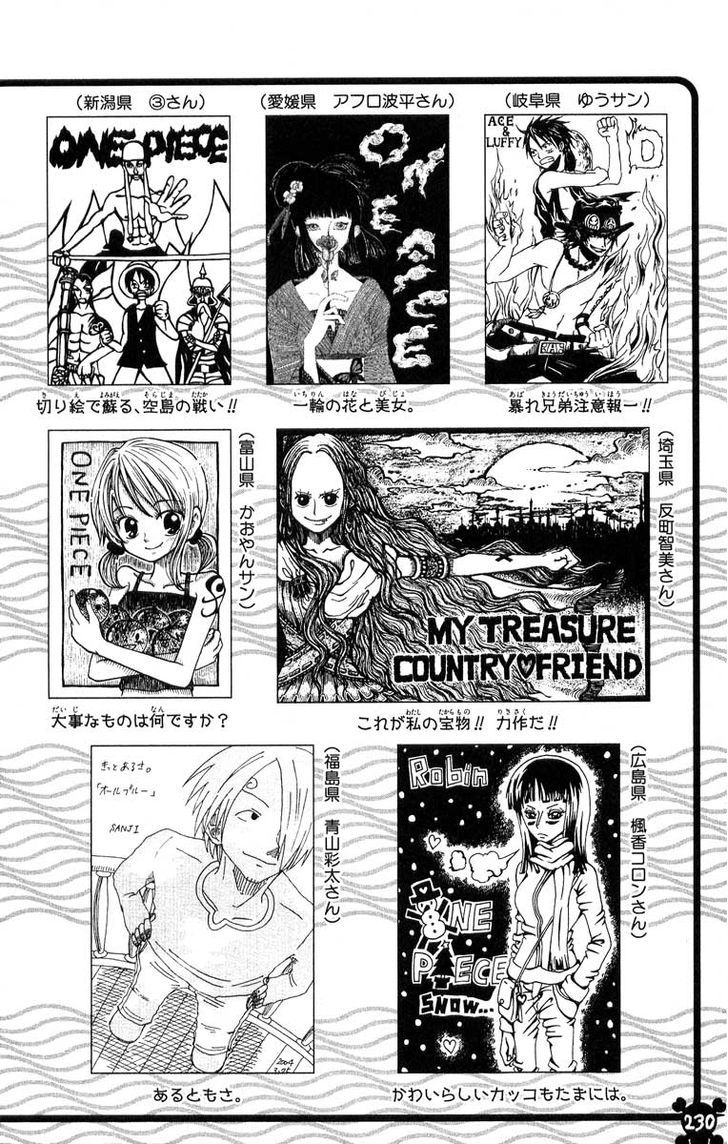 (新潟県 ③さん)
ONE PIECE
切り絵で蘇る、空島の戦い!!
(愛媛県 アフロ波平さん)
ONE PIECE
一輪の花と美女。
(岐阜県 ゆうサン)
ACE
&
LUFFY
D
暴れ兄弟注意報ー!!
(富山県 かおやんサン)
ONE PIECE
大事なものは何ですか?
(埼玉県 反町智美さん)
MY TREASURE
COUNTRY♡FRIEND
これが私の宝物!! 力作だ!!
(福島県 青山彩太さん)
きっとあるさ。
「オールブルー」
SANJI
2004
あるともさ。
(広島県 楓香コロンさん)
Robin
ONE
PIECE
SNOW...
かわいらしいカッコもたまには。
230